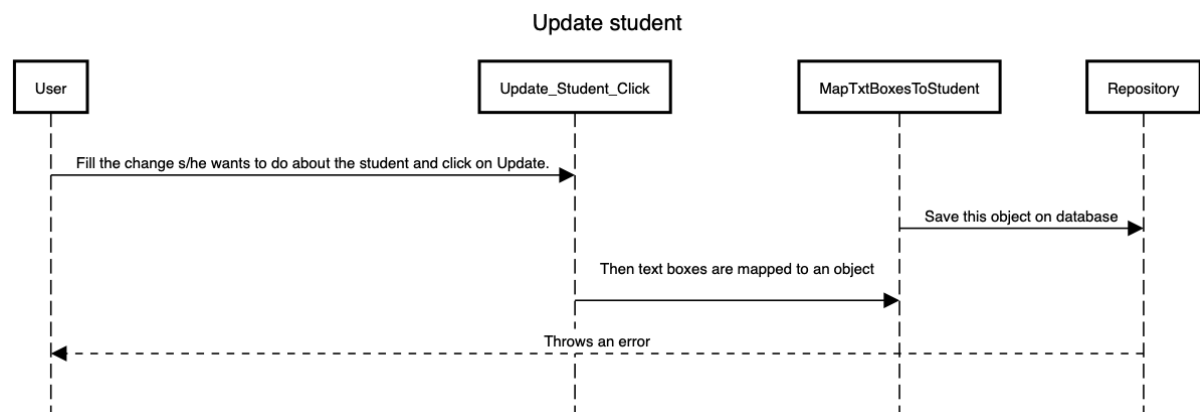 Update student
User
Update_Student_Click
MapTxtBoxesToStudent
Repository
Fill the change s/he wants to do about the student and click on Update.
Save this object on database
Then text boxes are mapped to an object
Throws an error